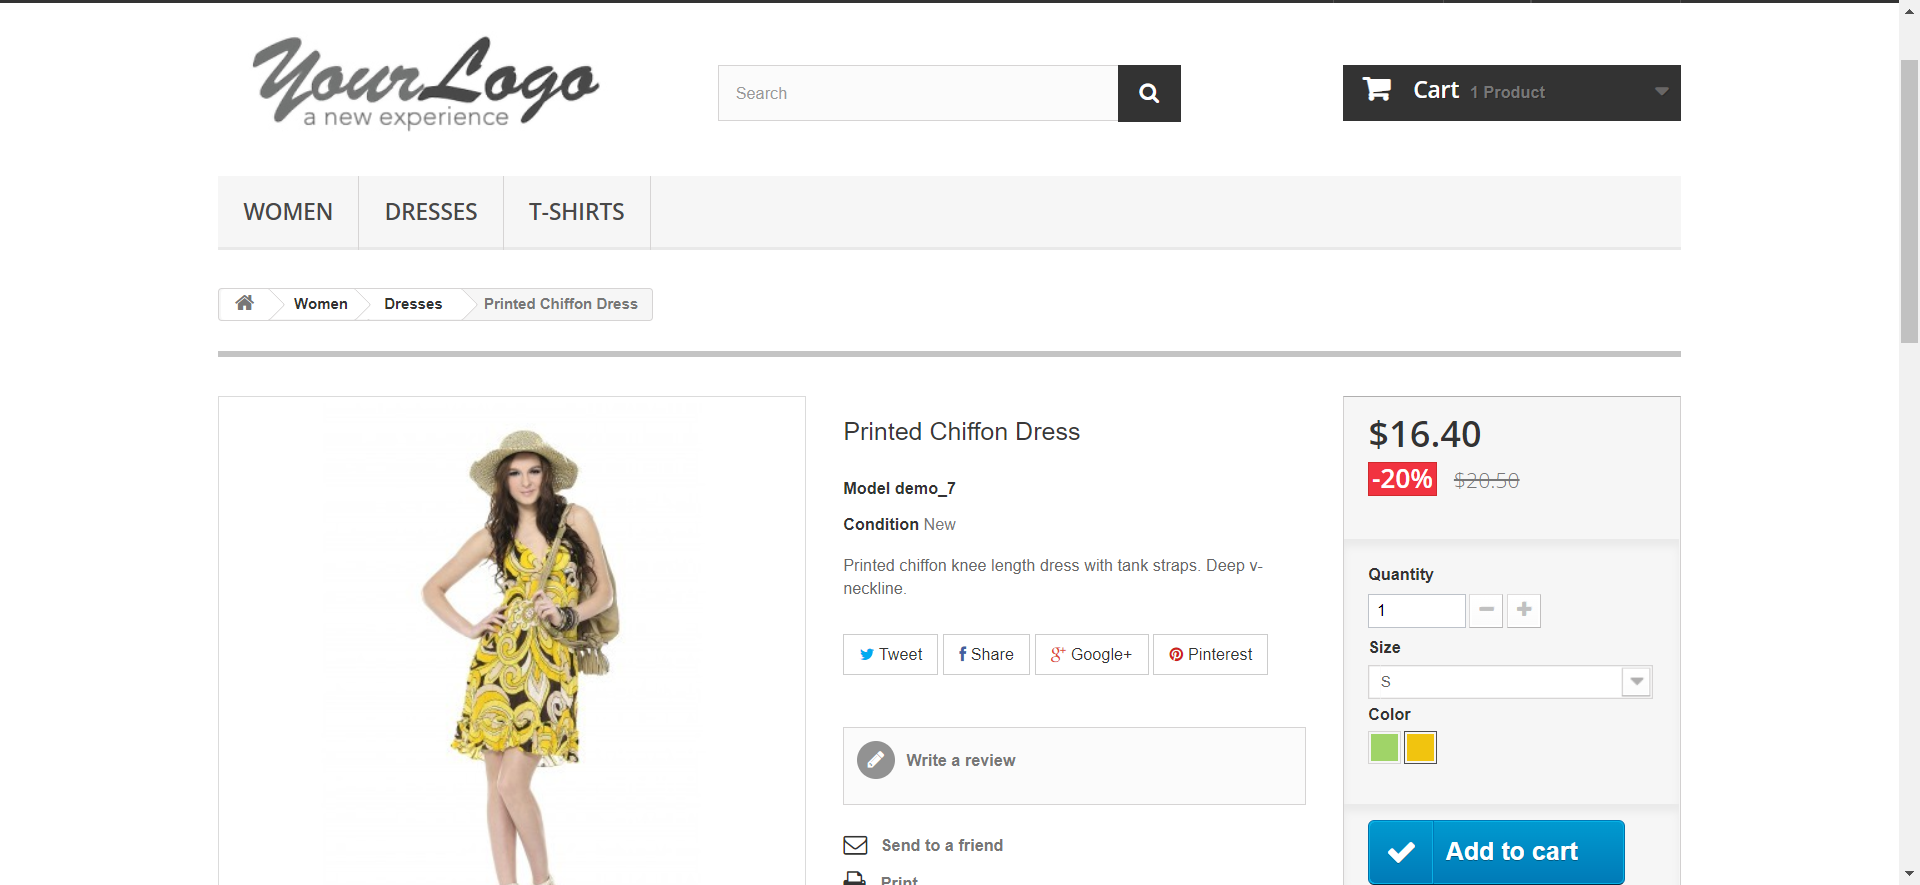 YourLogo
a new experience
Search
Cart 1 Product
WOMEN DRESSES T-SHIRTS
Women Dresses Printed Chiffon Dress
Printed Chiffon Dress
Model demo_7
Condition New
Printed chiffon knee length dress with tank straps. Deep v-
neckline.
Tweet Share Google+ Pinterest
Write a review
Send to a friend
Print
$16.40
-20% $20.50
Quantity
1
Size
S
Color
Add to cart